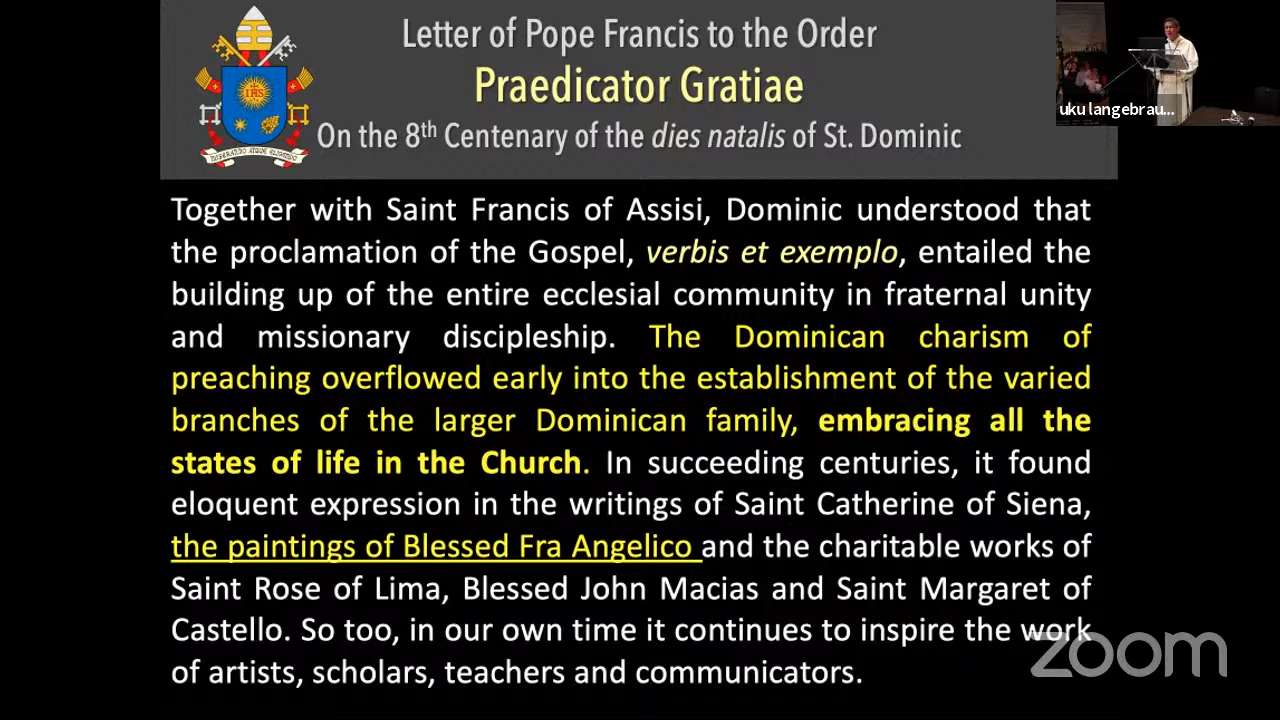 Letter of Pope Francis to the Order
Praedicator Gratiae
On the 8th Centenary of the dies natalis of St. Dominic
MISERANDO ATQUE ELIGENDO
IHS
uku langebrau...
Together with Saint Francis of Assisi, Dominic understood that
the proclamation of the Gospel, verbis et exemplo, entailed the
building up of the entire ecclesial community in fraternal unity
and missionary discipleship. The Dominican charism of
preaching overflowed early into the establishment of the varied
branches of the larger Dominican family, embracing all the
states of life in the Church. In succeeding centuries, it found
eloquent expression in the writings of Saint Catherine of Siena,
the paintings of Blessed Fra Angelico and the charitable works of
Saint Rose of Lima, Blessed John Macias and Saint Margaret of
Castello. So too, in our own time it continues to inspire the work
of artists, scholars, teachers and communicators.
zoom